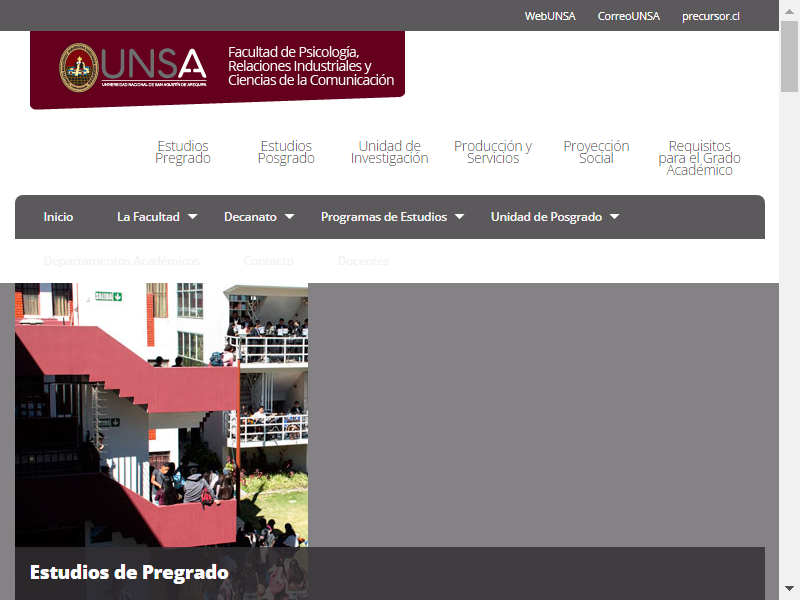 WebUNSA CorreoUNSA precursor.cl
UNSA
UNIVERSIDAD NACIONAL DE SAN AGUSTÍN DE AREQUIPA
Facultad de Psicología,
Relaciones Industriales y
Ciencias de la Comunicación
Estudios Pregrado
Estudios Posgrado
Unidad de Investigación
Producción y Servicios
Proyección Social
Requisitos para el Grado Académico
Inicio La Facultad Decanato Programas de Estudios Unidad de Posgrado
Departamentos Académicos Contacto Docentes
SALIDA
Estudios de Pregrado